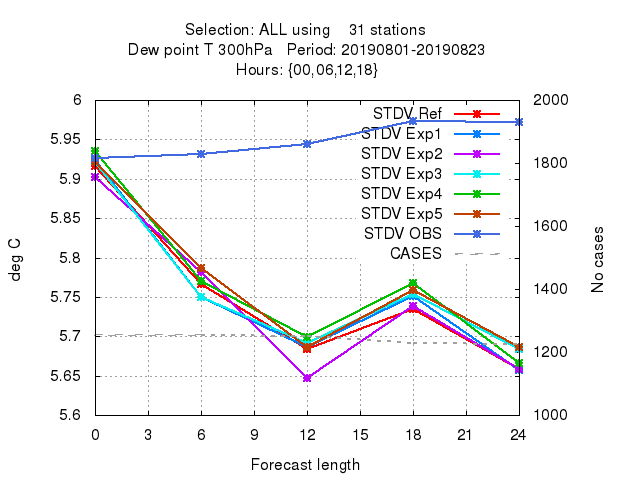 Selection: ALL using    31 stations
Dew point T 300hPa   Period: 20190801-20190823
Hours: {00,06,12,18}
6
5.95
5.9
5.85
5.8
5.75
5.7
5.65
5.6
deg C
STDV Ref
STDV Exp1
STDV Exp2
STDV Exp3
STDV Exp4
STDV Exp5
STDV OBS
CASES
2000
1800
1600
1400
1200
1000
No cases
0 3 6 9 12 15 18 21 24
Forecast length